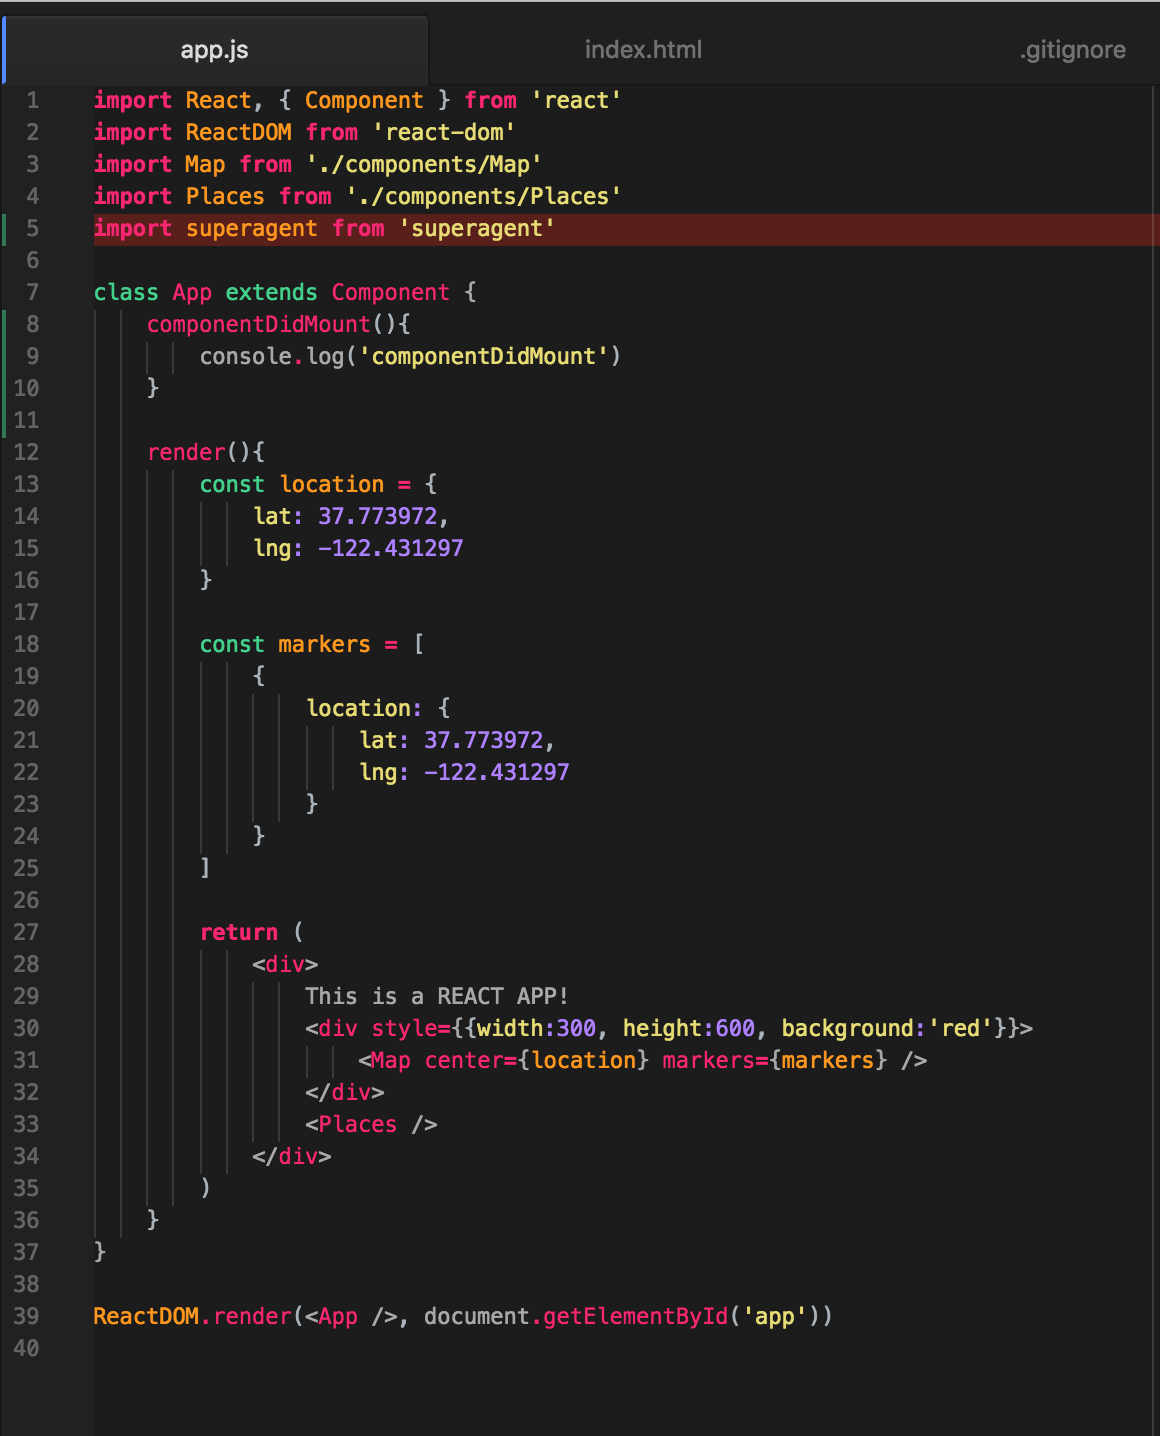 app.js
index.html
.gitignore
1 import React, { Component } from 'react'
2 import ReactDOM from 'react-dom'
3 import Map from './components/Map'
4 import Places from './components/Places'
5 import superagent from 'superagent'
6
7 class App extends Component {
8     componentDidMount(){
9         console.log('componentDidMount')
10     }
11
12     render(){
13         const location = {
14             lat: 37.773972,
15             lng: -122.431297
16         }
17
18         const markers = [
19             {
20                 location: {
21                     lat: 37.773972,
22                     lng: -122.431297
23                 }
24             }
25         ]
26
27         return (
28             <div>
29                 This is a REACT APP!
30                 <div style={{width:300, height:600, background:'red'}}>
31                     <Map center={location} markers={markers} />
32                 </div>
33                 <Places />
34             </div>
35         )
36     }
37 }
38
39 ReactDOM.render(<App />, document.getElementById('app'))
40